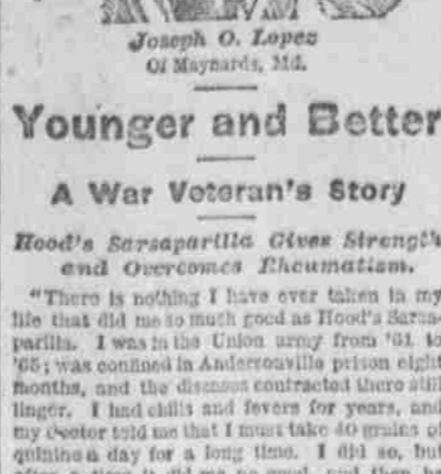 Joseph O. Lopez
Of Maynards, Md.
Younger and Better
A War Veteran's Story
Hood's Sarsaparilla Gives Strength
and Overcomes Rheumatism.
"There is nothing I have ever taken in my
life that did me so much good as Hood's Sarsa-
parilla. I was in the Union army from '61 to
'65; was confined in Andersonville prison eight
months, and the diseases contracted there still
linger. I had chills and fevers for years, and
my doctor told me that I must take 40 grains of
quinine a day for a long time. I did so, but